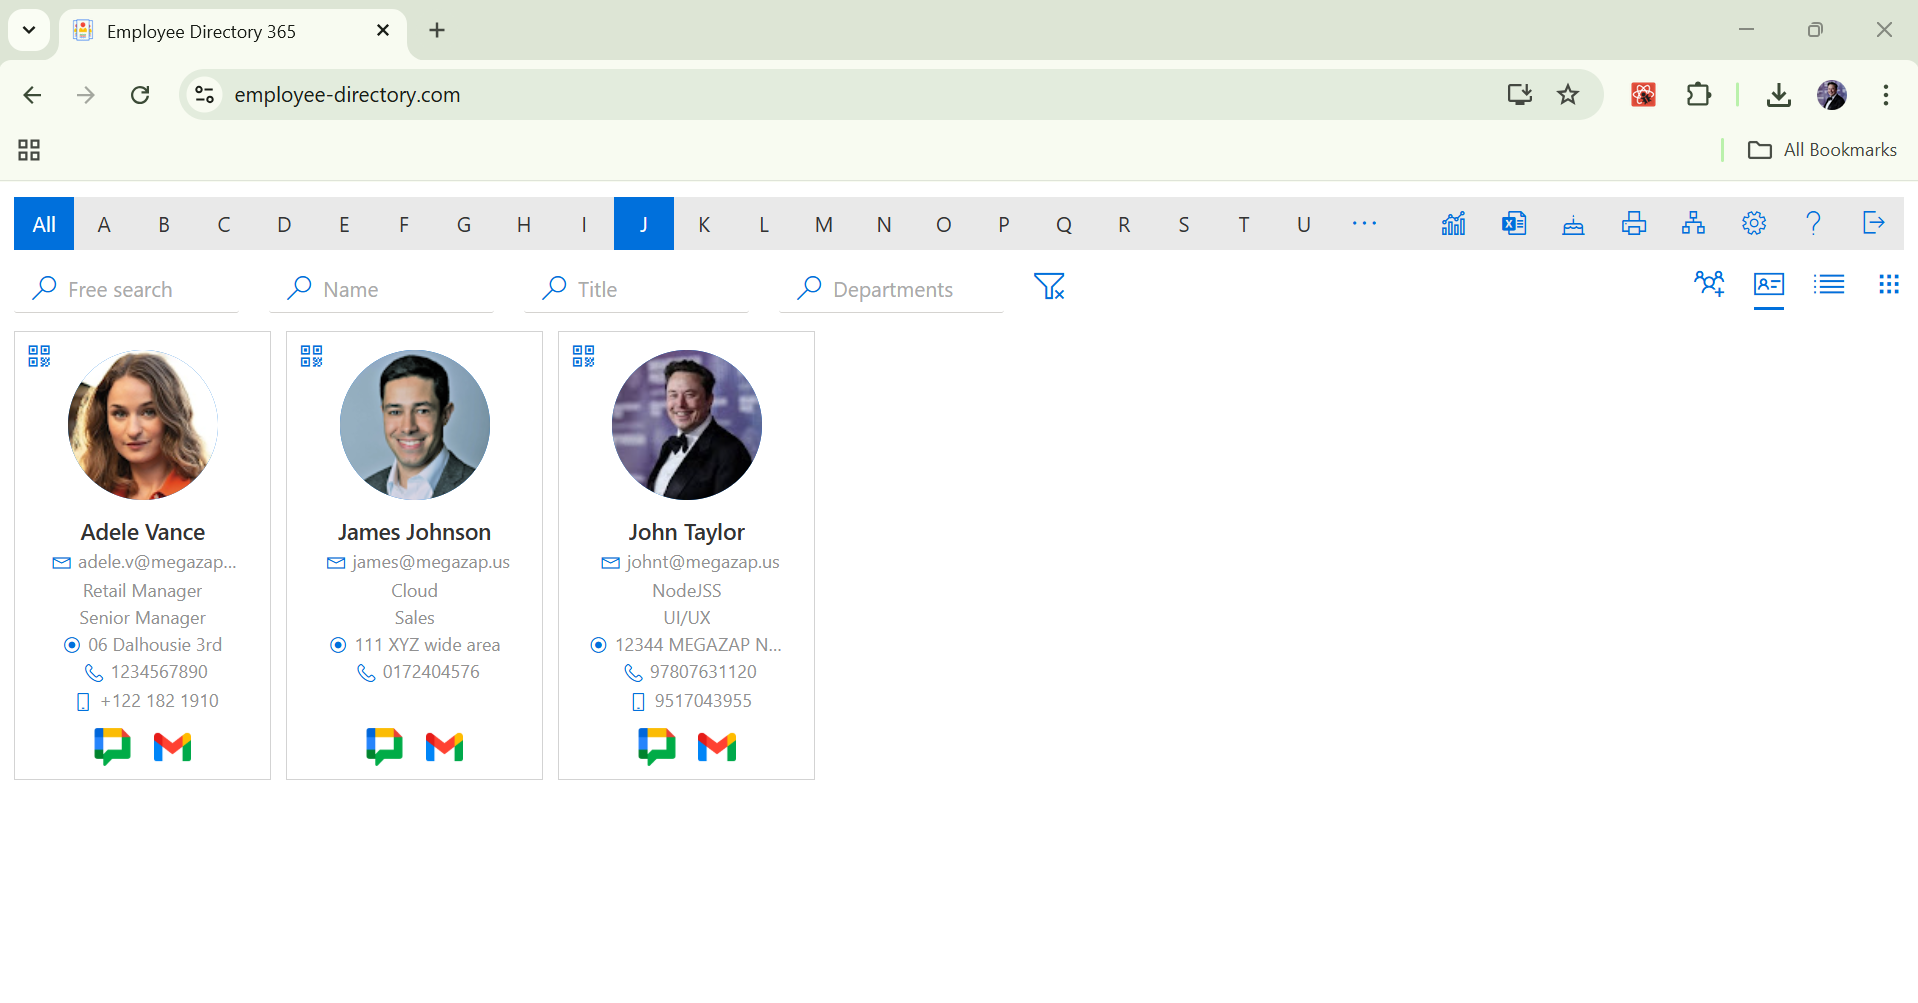 Employee Directory 365
employee-directory.com
All Bookmarks
All A B C D E F G H I J K L M N O P Q R S T U ...
Free search Name Title Departments
Adele Vance
adele.v@megazap...
Retail Manager
Senior Manager
06 Dalhousie 3rd
1234567890
+122 182 1910
James Johnson
james@megazap.us
Cloud
Sales
111 XYZ wide area
0172404576
John Taylor
johnt@megazap.us
NodeJSS
UI/UX
12344 MEGAZAP N...
97807631120
9517043955